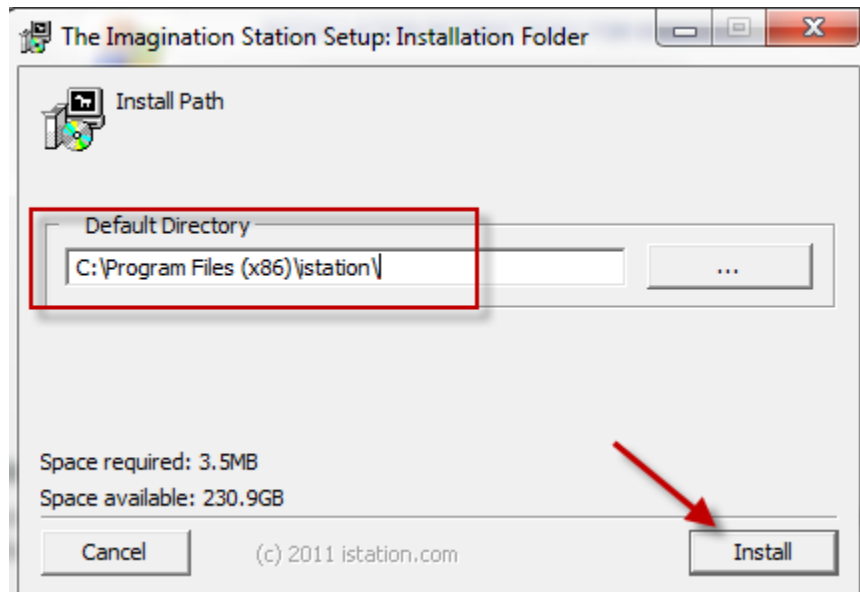 The Imagination Station Setup: Installation Folder
Install Path
Default Directory
C:\Program Files (x86)\istation\
...
Space required: 3.5MB
Space available: 230.9GB
Cancel
(c) 2011 istation.com
Install